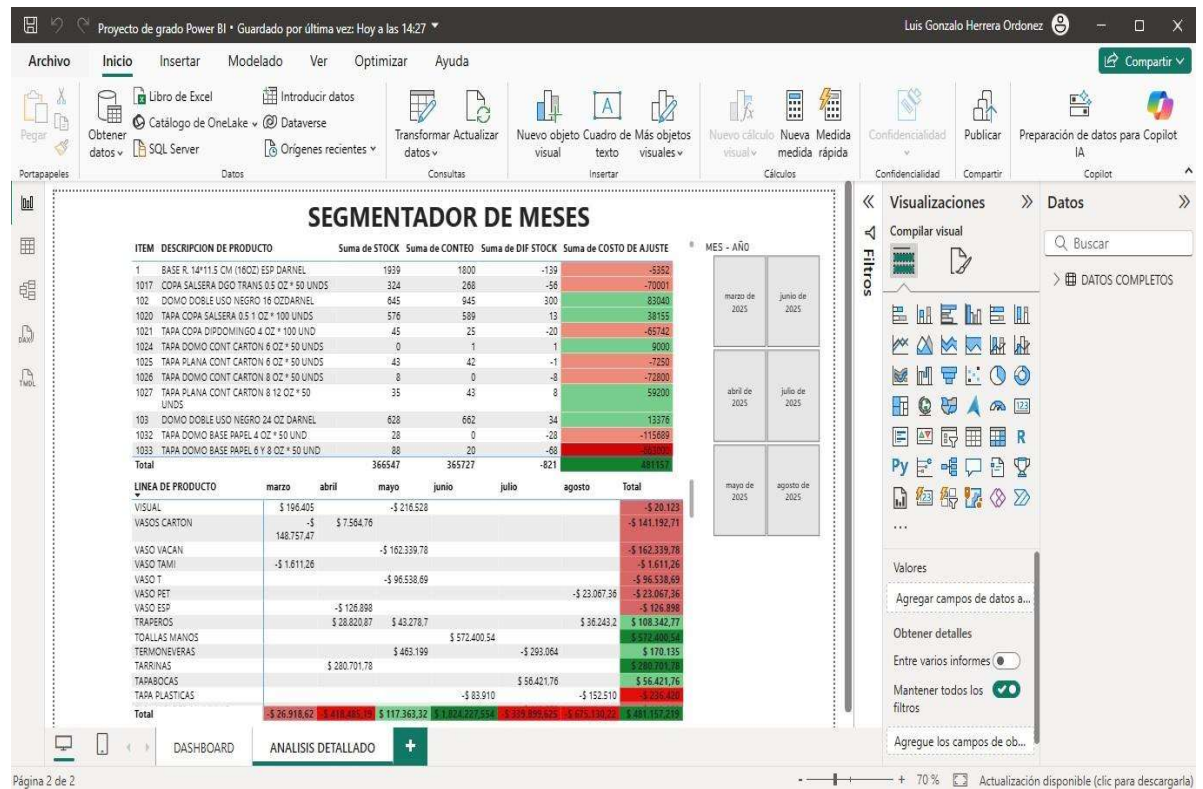 Proyecto de grado Power BI • Guardado por última vez: Hoy a las 14:27
Luis Gonzalo Herrera Ordonez
Archivo Inicio Insertar Modelado Ver Optimizar Ayuda
Compartir
Pegar
Portapapeles
Obtener datos
Libro de Excel
Catálogo de OneLake
SQL Server
Introducir datos
Dataverse
Orígenes recientes
Datos
Transformar datos
Actualizar
Consultas
Nuevo objeto visual
Cuadro de texto
Más objetos visuales
Insertar
Nuevo cálculo visual
Nueva medida
Medida rápida
Cálculos
Confidencialidad
Confidencialidad
Publicar
Compartir
Preparación de datos para IA
Copilot
Copilot
SEGMENTADOR DE MESES
ITEM DESCRIPCION DE PRODUCTO Suma de STOCK Suma de CONTEO Suma de DIF STOCK Suma de COSTO DE AJUSTE
1 BASE R. 14*11.5 CM (16OZ) ESP DARNEL 1939 1800 -139 -5352
1017 COPA SALSERA DGO TRANS 0.5 OZ * 50 UNDS 324 268 -56 -70001
102 DOMO DOBLE USO NEGRO 16 OZDARNEL 645 945 300 83040
1020 TAPA COPA SALSERA 0.5 1 OZ * 100 UNDS 576 589 13 38155
1021 TAPA COPA DIPDOMINGO 4 OZ * 100 UND 45 25 -20 -65742
1024 TAPA DOMO CONT CARTON 6 OZ * 50 UNDS 0 1 1 9000
1025 TAPA PLANA CONT CARTON 6 OZ * 50 UNDS 43 42 -1 -7250
1026 TAPA DOMO CONT CARTON 8 OZ * 50 UNDS 8 0 -8 -72800
1027 TAPA PLANA CONT CARTON 8 12 OZ * 50 UNDS 35 43 8 59200
103 DOMO DOBLE USO NEGRO 24 OZ DARNEL 628 662 34 13376
1032 TAPA DOMO BASE PAPEL 4 OZ * 50 UND 28 0 -28 -115689
1033 TAPA DOMO BASE PAPEL 6 Y 8 OZ * 50 UND 88 20 -68
Total 366547 365727 -821 481157
LINEA DE PRODUCTO marzo abril mayo junio julio agosto Total
VISUAL $ 196.405 -$ 216.528 -$ 20.123
VASOS CARTON -$ 148.757,47 $ 7.564,76 -$ 141.192,71
VASO VACAN -$ 162.339,78 -$ 162.339,78
VASO TAMI -$ 1.611,26 -$ 1.611,26
VASO T -$ 96.538,69 -$ 96.538,69
VASO PET -$ 23.067,36 -$ 23.067,36
VASO ESP -$ 126.898 -$ 126.898
TRAPEROS $ 28.820,87 $ 43.278,7 $ 36.243,2 $ 108.342,77
TOALLAS MANOS $ 572.400,54 $ 572.400,54
TERMONEVERAS $ 463.199 -$ 293.064 $ 170.135
TARRINAS $ 280.701,78 $ 280.701,78
TAPABOCAS $ 56.421,76 $ 56.421,76
TAPA PLASTICAS -$ 83.910 -$ 152.510 -$ 236.420
Total -$ 26.918,62 $ 117.363,32 $ 481.157,219
MES - AÑO
marzo de 2025
junio de 2025
abril de 2025
julio de 2025
mayo de 2025
agosto de 2025
Filtros
Visualizaciones
Compilar visual
Valores
Agregar campos de datos a...
Obtener detalles
Entre varios informes
Mantener todos los filtros
Agregue los campos de ob...
Datos
Buscar
DATOS COMPLETOS
DASHBOARD ANALISIS DETALLADO
Página 2 de 2
70 %
Actualización disponible (clic para descargarla)